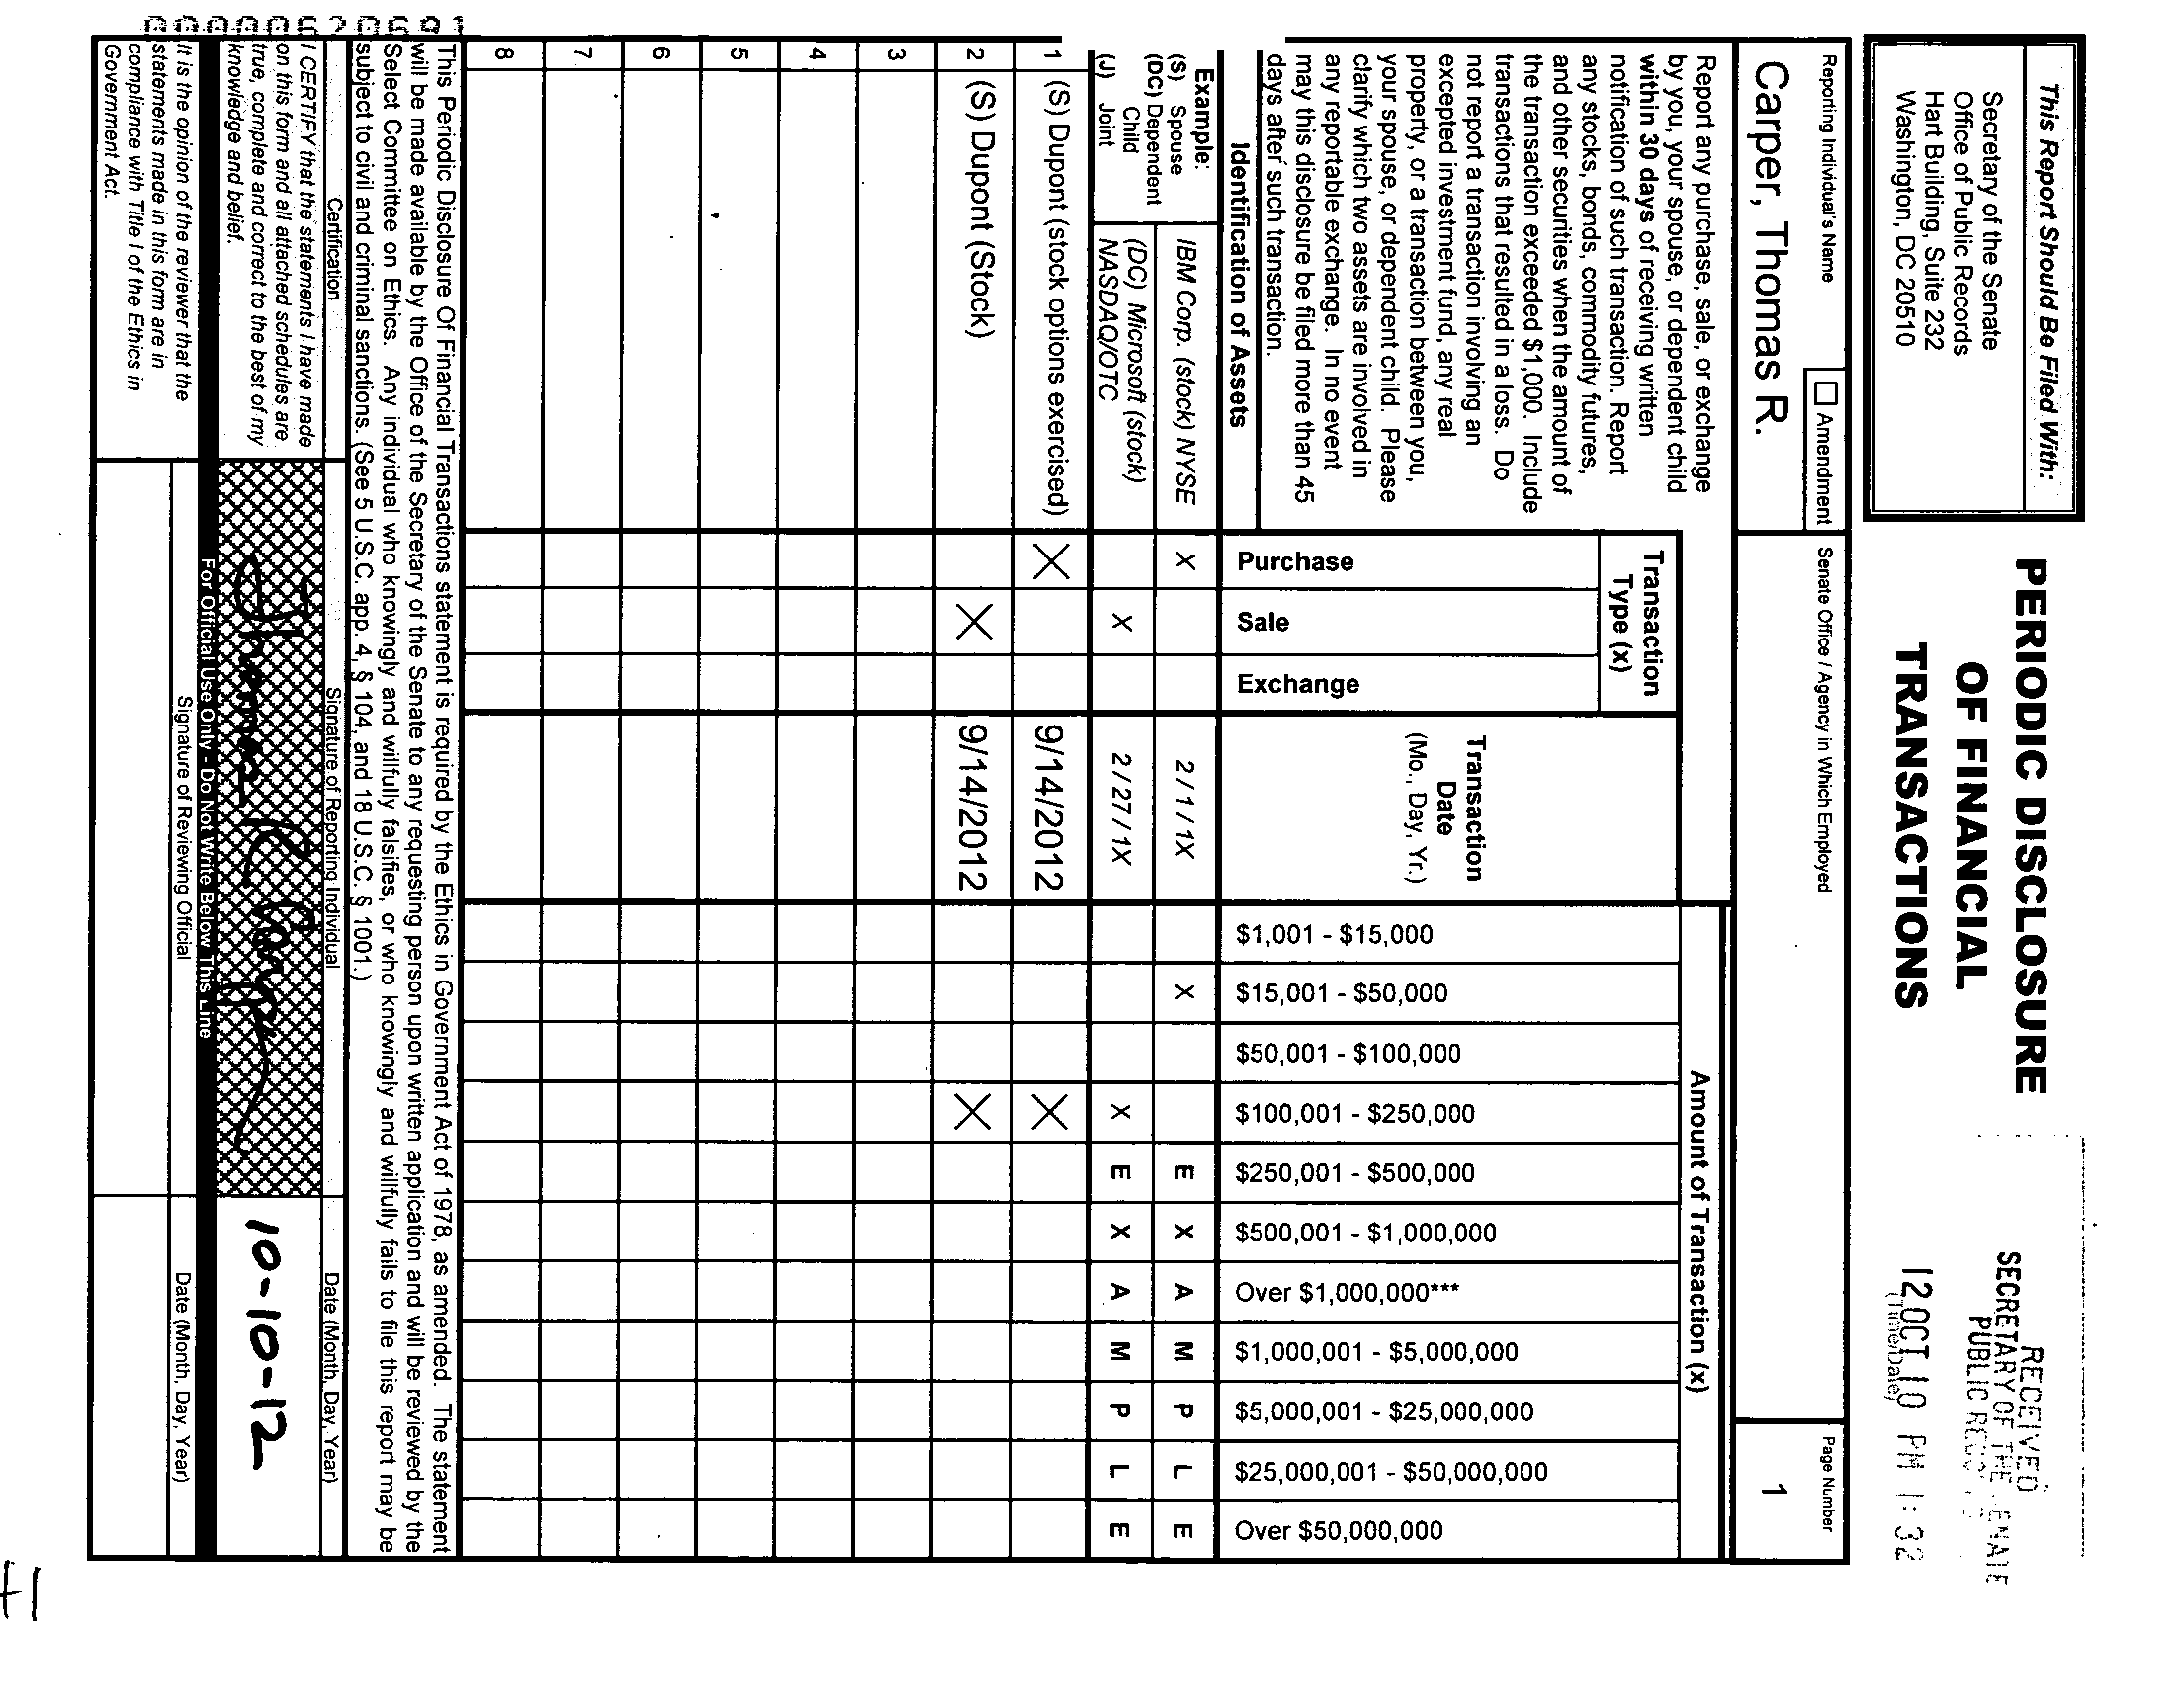 This Report Should Be Filed With:
Secretary of the Senate
Office of Public Records
Hart Building, Suite 232
Washington, DC 20510
PERIODIC DISCLOSURE
OF FINANCIAL
TRANSACTIONS
RECEIVED
SECRETARY OF THE SENATE
PUBLIC
12 OCT 10 PM 1:32
(Time/Date)
Reporting Individual's Name
☐ Amendment
Carper, Thomas R.
Senate Office / Agency in Which Employed
Page Number
1
Report any purchase, sale, or exchange
by you, your spouse, or dependent child
within 30 days of receiving written
notification of such transaction. Report
any stocks, bonds, commodity futures,
and other securities when the amount of
the transaction exceeded $1,000. Include
transactions that resulted in a loss. Do
not report a transaction involving an
excepted investment fund, any real
property, or a transaction between you,
your spouse, or dependent child. Please
clarify which two assets are involved in
any reportable exchange. In no event
may this disclosure be filed more than 45
days after such transaction.
Identification of Assets
Transaction
Type (x)
Purchase
Sale
Exchange
Transaction
Date
(Mo., Day, Yr.)
Amount of Transaction (x)
$1,001 - $15,000
$15,001 - $50,000
$50,001 - $100,000
$100,001 - $250,000
$250,001 - $500,000
$500,001 - $1,000,000
Over $1,000,000***
$1,000,001 - $5,000,000
$5,000,001 - $25,000,000
$25,000,001 - $50,000,000
Over $50,000,000
Example:
(S) Spouse
(DC) Dependent
Child
(J) Joint
IBM Corp. (stock) NYSE X 2 / 1 / 1X X E X A M P L E
(DC) Microsoft (stock)
NASDAQ/OTC X 2 / 27 / 1X X E X A M P L E
1 (S) Dupont (stock options exercised) X 9/14/2012 X
2 (S) Dupont (Stock) X 9/14/2012 X
3
4
5
6
7
8
This Periodic Disclosure Of Financial Transactions statement is required by the Ethics in Government Act of 1978, as amended. The statement
will be made available by the Office of the Secretary of the Senate to any requesting person upon written application and will be reviewed by the
Select Committee on Ethics. Any individual who knowingly and willfully falsifies, or who knowingly and willfully fails to file this report may be
subject to civil and criminal sanctions. (See 5 U.S.C. app. 4, § 104, and 18 U.S.C. § 1001.)
Certification
Signature of Reporting Individual
Date (Month, Day, Year)
I CERTIFY that the statements I have made
on this form and all attached schedules are
true, complete and correct to the best of my
knowledge and belief.
Thomas R. Carper
10-10-12
For Official Use Only - Do Not Write Below This Line
It is the opinion of the reviewer that the
statements made in this form are in
compliance with Title I of the Ethics in
Government Act.
Signature of Reviewing Official
Date (Month, Day, Year)